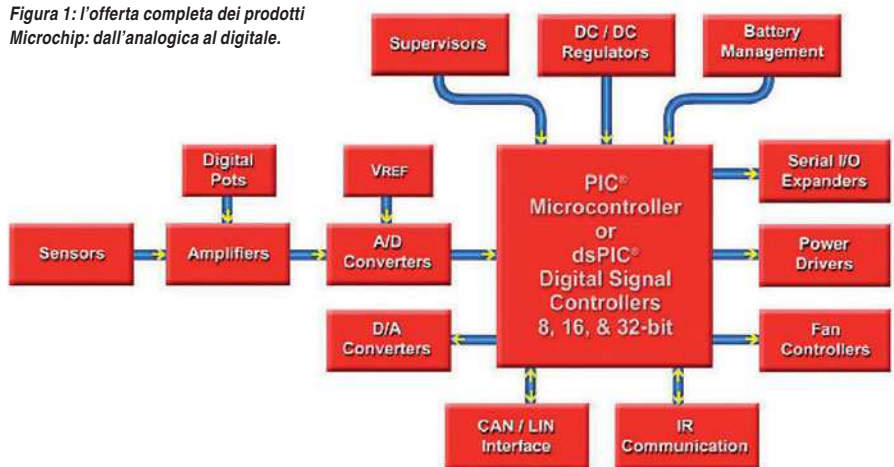 Figura 1: l'offerta completa dei prodotti
Microchip: dall'analogica al digitale.
Supervisors
DC / DC
Regulators
Battery
Management
Digital
Pots
VREF
Serial I/O
Expanders
PIC®
Microcontroller
or
dsPIC®
Digital Signal
Controllers
8, 16, & 32-bit
Sensors
Amplifiers
A/D
Converters
Power
Drivers
D/A
Converters
Fan
Controllers
CAN / LIN
Interface
IR
Communication